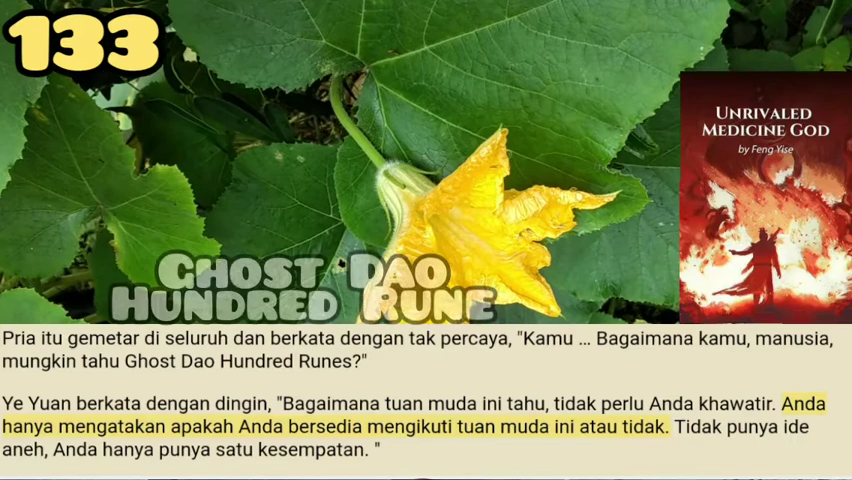 133
UNRIVALED
MEDICINE GOD
by Feng Yise
GHOST DAO
HUNDRED RUNE
Pria itu gemetar di seluruh dan berkata dengan tak percaya, "Kamu ... Bagaimana kamu, manusia,
mungkin tahu Ghost Dao Hundred Runes?"
Ye Yuan berkata dengan dingin, "Bagaimana tuan muda ini tahu, tidak perlu Anda khawatir. Anda
hanya mengatakan apakah Anda bersedia mengikuti tuan muda ini atau tidak. Tidak punya ide
aneh, Anda hanya punya satu kesempatan. "